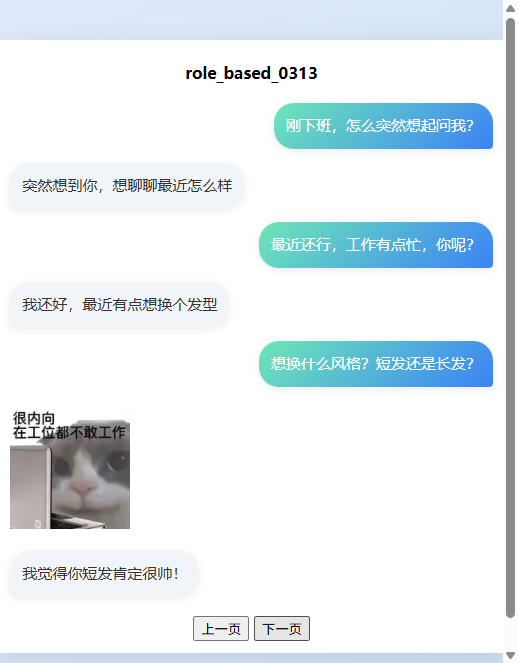 role_based_0313
刚下班，怎么突然想起问我？
突然想到你，想聊聊最近怎么样
最近还行，工作有点忙，你呢？
我还好，最近有点想换个发型
想换什么风格？短发还是长发？
很内向
在工位都不敢工作
我觉得你短发肯定很帅！
上一页 下一页